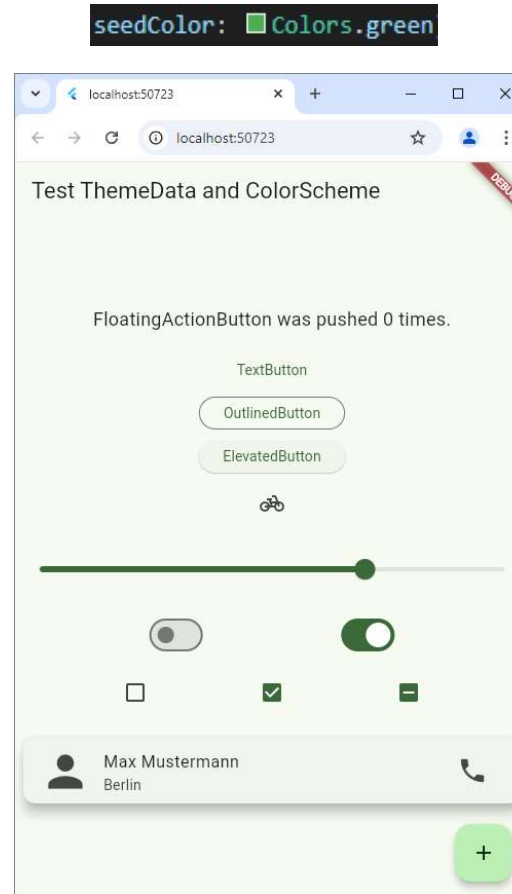 seedColor: Colors.green
localhost:50723
localhost:50723
Test ThemeData and ColorScheme
FloatingActionButton was pushed 0 times.
TextButton
OutlinedButton
ElevatedButton
Max Mustermann
Berlin